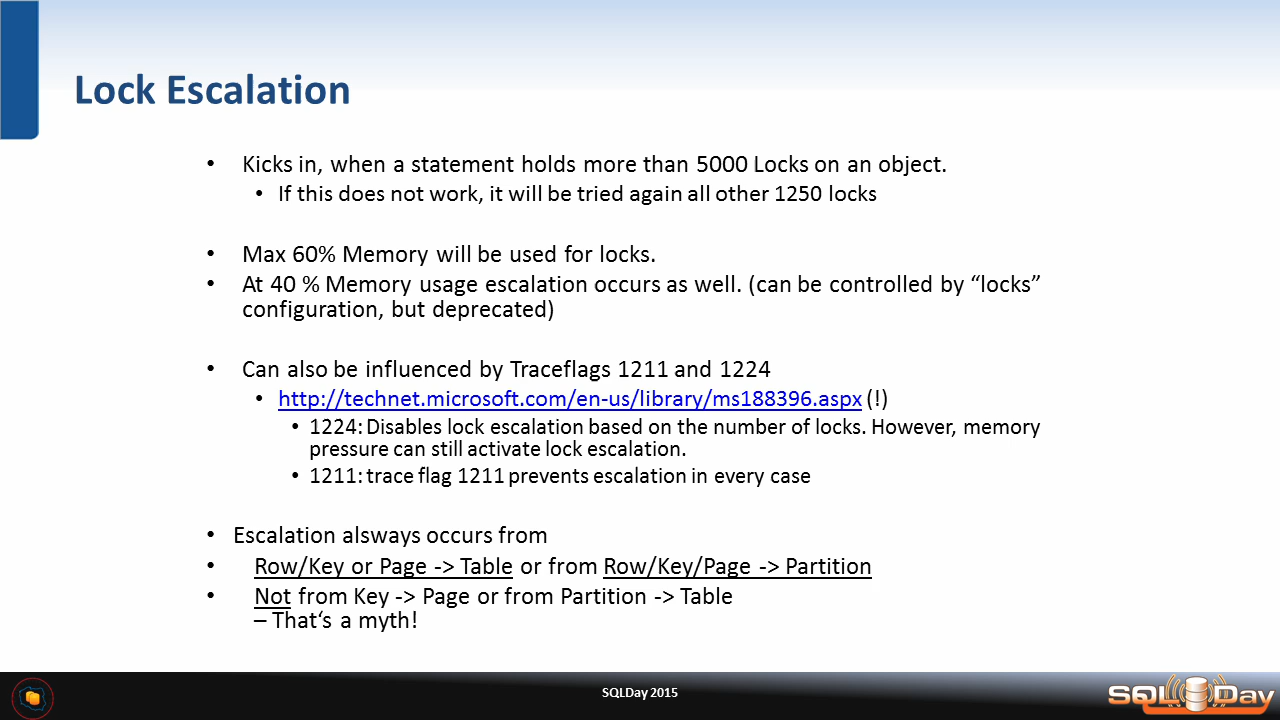 Lock Escalation
• Kicks in, when a statement holds more than 5000 Locks on an object.
• If this does not work, it will be tried again all other 1250 locks
• Max 60% Memory will be used for locks.
• At 40 % Memory usage escalation occurs as well. (can be controlled by “locks”
configuration, but deprecated)
• Can also be influenced by Traceflags 1211 and 1224
• http://technet.microsoft.com/en-us/library/ms188396.aspx (!)
• 1224: Disables lock escalation based on the number of locks. However, memory
pressure can still activate lock escalation.
• 1211: trace flag 1211 prevents escalation in every case
• Escalation alsways occurs from
• Row/Key or Page -> Table or from Row/Key/Page -> Partition
• Not from Key -> Page or from Partition -> Table
– That‘s a myth!
SQLDay 2015
SQL Day